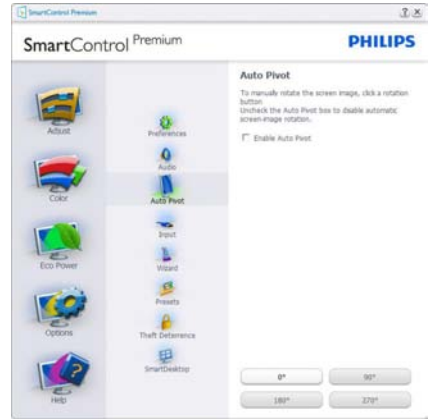 SmartControl Premium
SmartControl Premium
PHILIPS
Adjust
Color
Eco Power
Options
Help
Preferences
Audio
Auto Pivot
Input
Wizard
Presets
Theft Deterrence
SmartDesktop
Auto Pivot
To manually rotate the screen image, click a rotation
button
Uncheck the Auto Pivot box to disable automatic
screen-image rotation.
Enable Auto Pivot
0°
90°
180°
270°